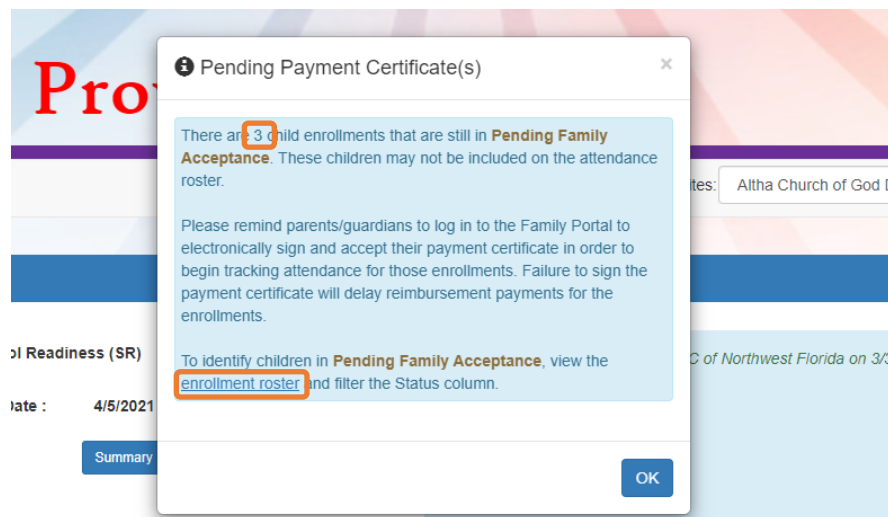 Pro
Pending Payment Certificate(s) ×
There are 3 child enrollments that are still in Pending Family
Acceptance. These children may not be included on the attendance
roster.
ites: Altha Church of God
Please remind parents/guardians to log in to the Family Portal to
electronically sign and accept their payment certificate in order to
begin tracking attendance for those enrollments. Failure to sign the
payment certificate will delay reimbursement payments for the
enrollments.
ol Readiness (SR)
C of Northwest Florida on 3/3
To identify children in Pending Family Acceptance, view the
enrollment roster and filter the Status column.
Date : 4/5/2021
Summary
OK